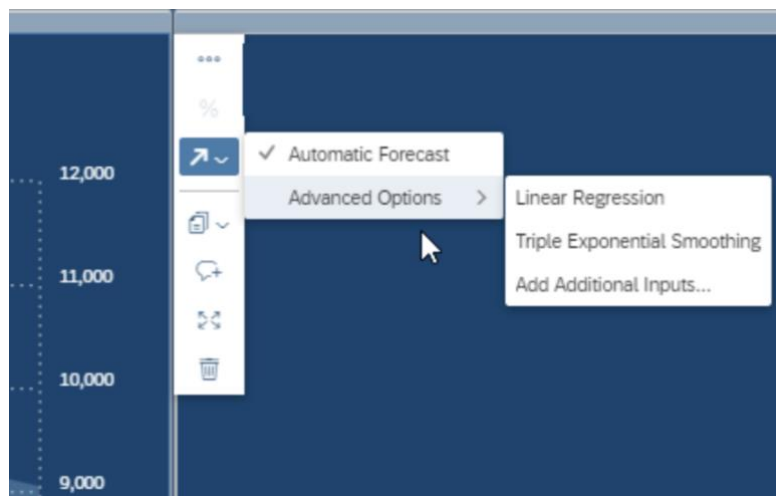 %
12,000
Automatic Forecast
Advanced Options
Linear Regression
Triple Exponential Smoothing
Add Additional Inputs...
11,000
10,000
9,000